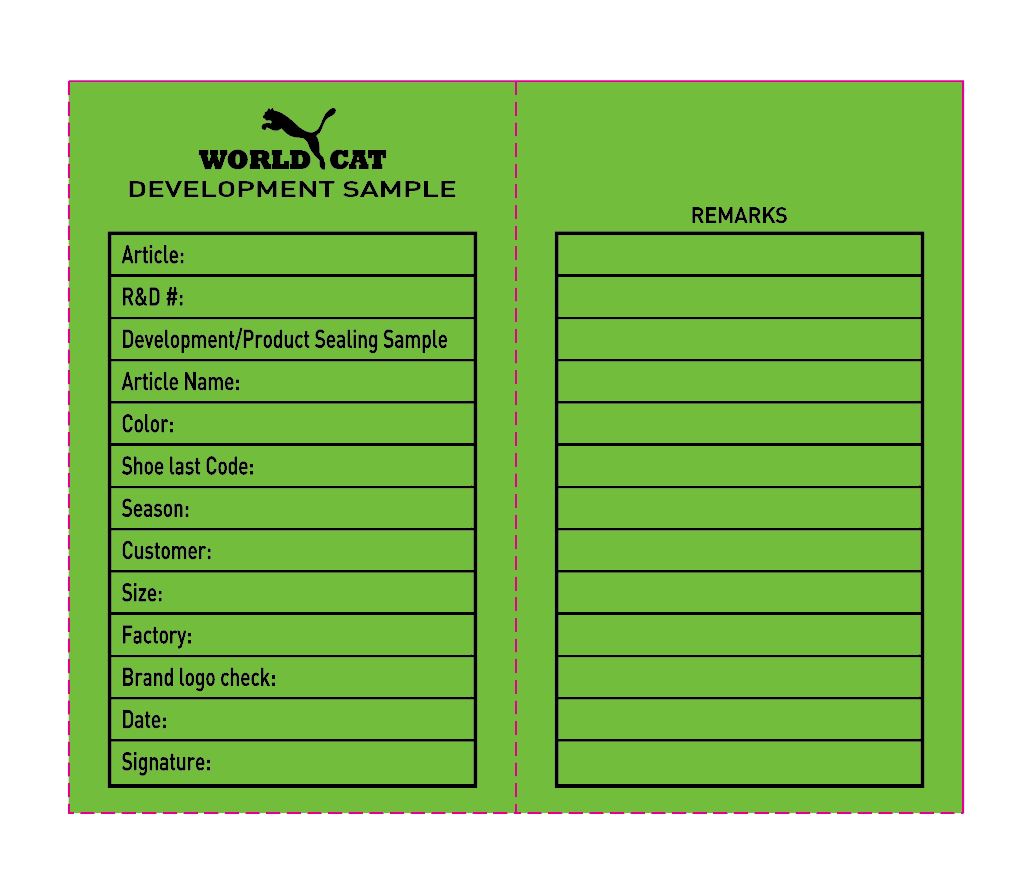 WORLD CAT
DEVELOPMENT SAMPLE
Article:
R&D #:
Development/Product Sealing Sample
Article Name:
Color:
Shoe last Code:
Season:
Customer:
Size:
Factory:
Brand logo check:
Date:
Signature:
REMARKS